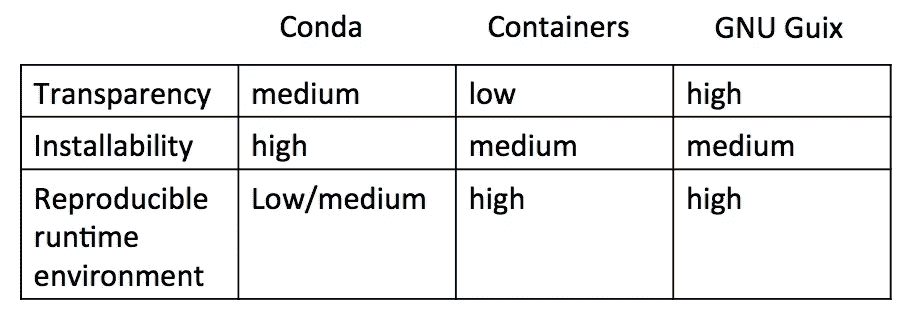 Conda Containers GNU Guix
Transparency medium low high
Installability high medium medium
Reproducible Low/medium high high
runtime
environment